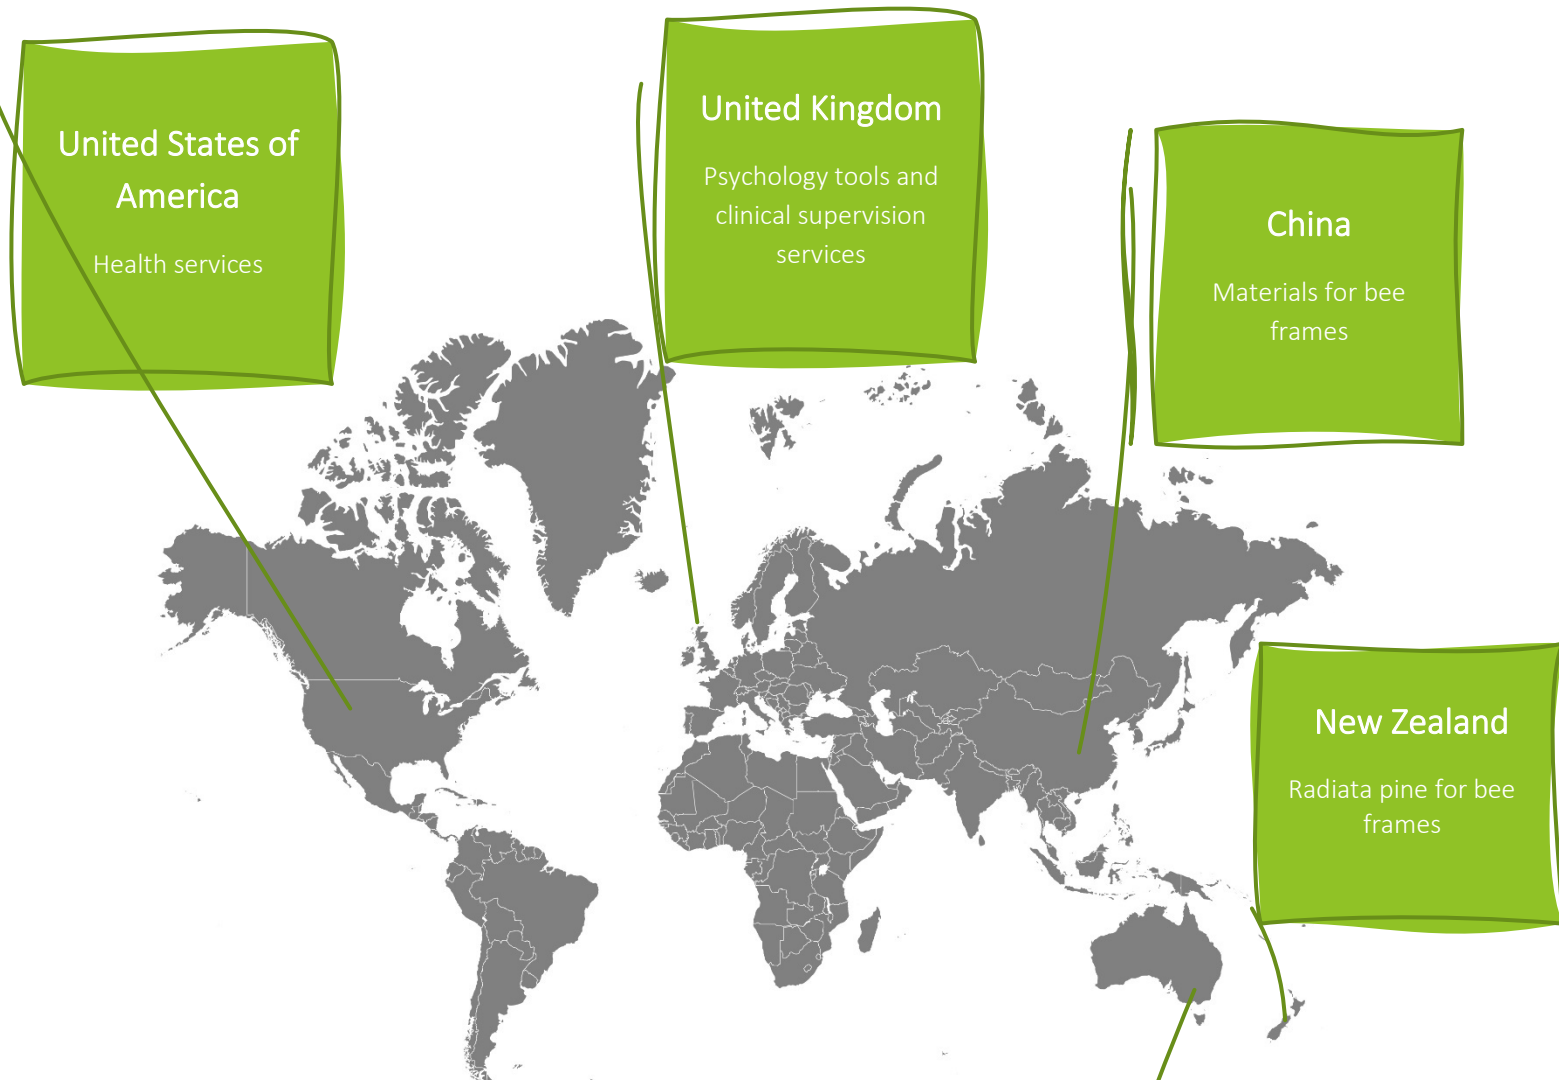 United States of
America
Health services
United Kingdom
Psychology tools and
clinical supervision
services
China
Materials for bee
frames
New Zealand
Radiata pine for bee
frames